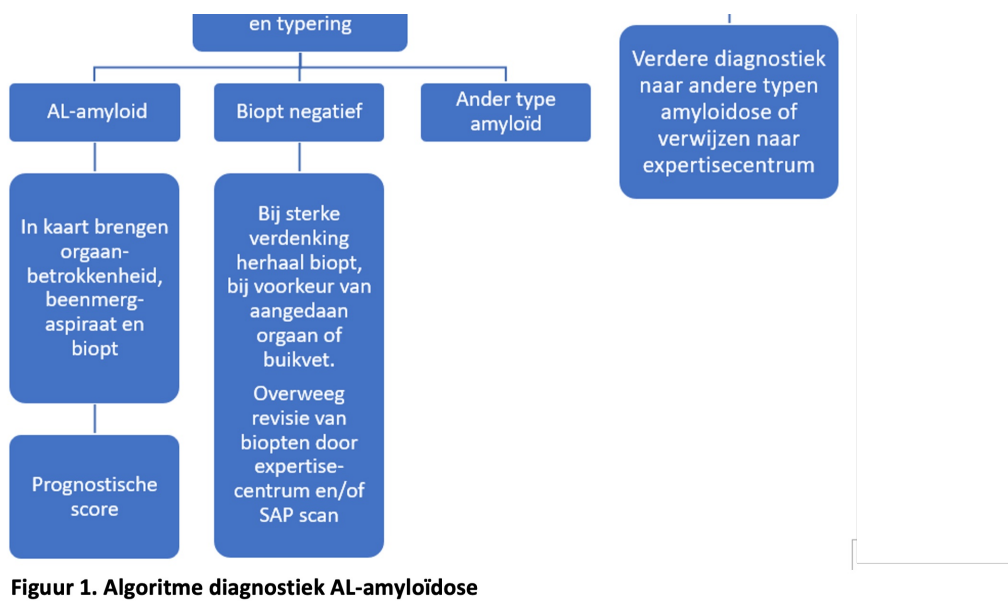 en typering
AL-amyloid
Biopt negatief
Ander type
amyloïd
Verdere diagnostiek
naar andere typen
amyloidose of
verwijzen naar
expertisecentrum
In kaart brengen
orgaan-
betrokkenheid,
beenmerg-
aspiraat en
biopt
Bij sterke
verdenking
herhaal biopt,
bij voorkeur van
aangedaan
orgaan of
buikvet.
Overweeg
revisie van
biopten door
expertise-
centrum en/of
SAP scan
Prognostische
score
Figuur 1. Algoritme diagnostiek AL-amyloïdose